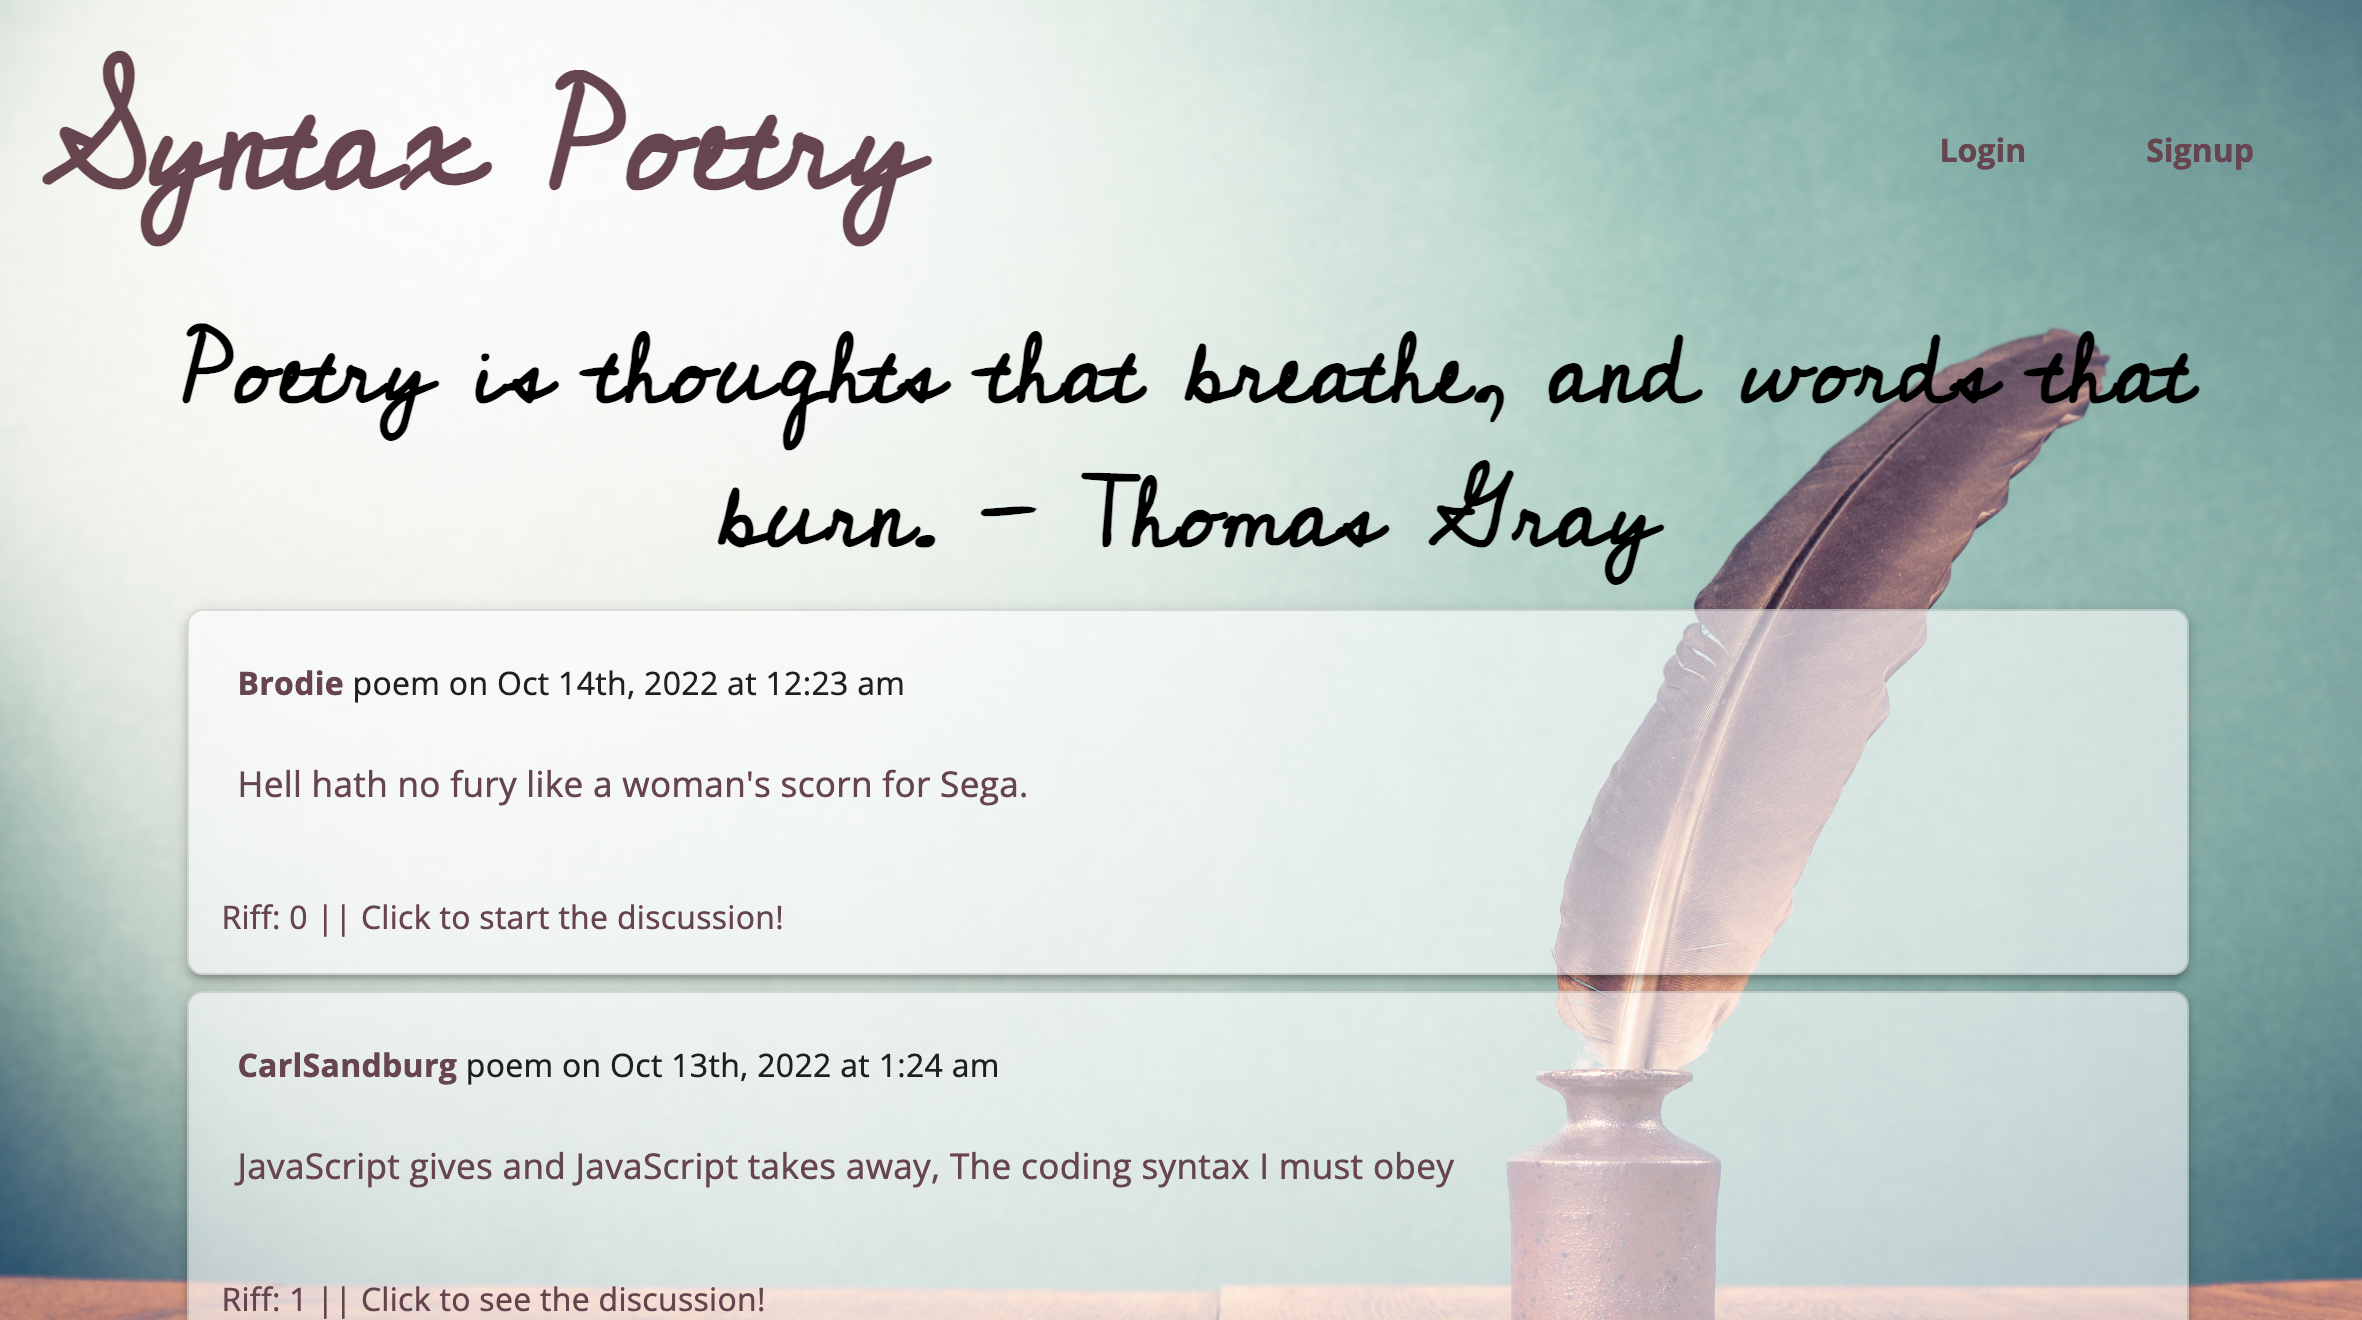 Syntax Poetry
Login
Signup
Poetry is thoughts that breathe, and words that
burn. - Thomas Gray
Brodie poem on Oct 14th, 2022 at 12:23 am
Hell hath no fury like a woman's scorn for Sega.
Riff: 0 || Click to start the discussion!
CarlSandburg poem on Oct 13th, 2022 at 1:24 am
JavaScript gives and JavaScript takes away, The coding syntax I must obey
Riff: 1 || Click to see the discussion!